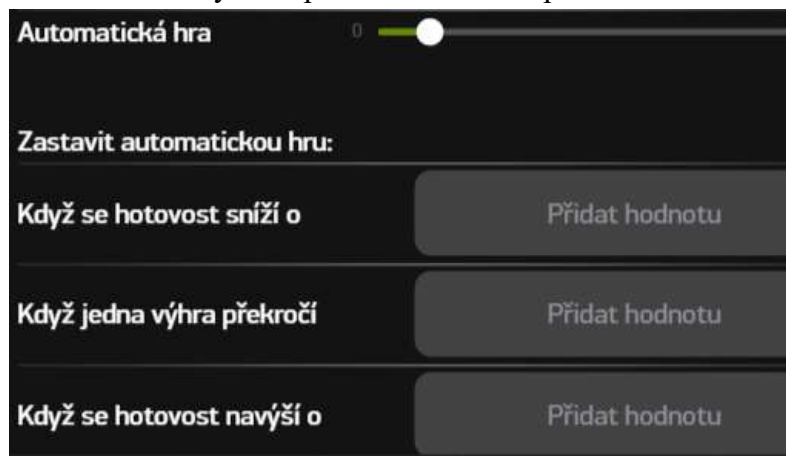 Automatická hra 0
Zastavit automatickou hru:
Když se hotovost sníží o Přidat hodnotu
Když jedna výhra překročí Přidat hodnotu
Když se hotovost navýší o Přidat hodnotu